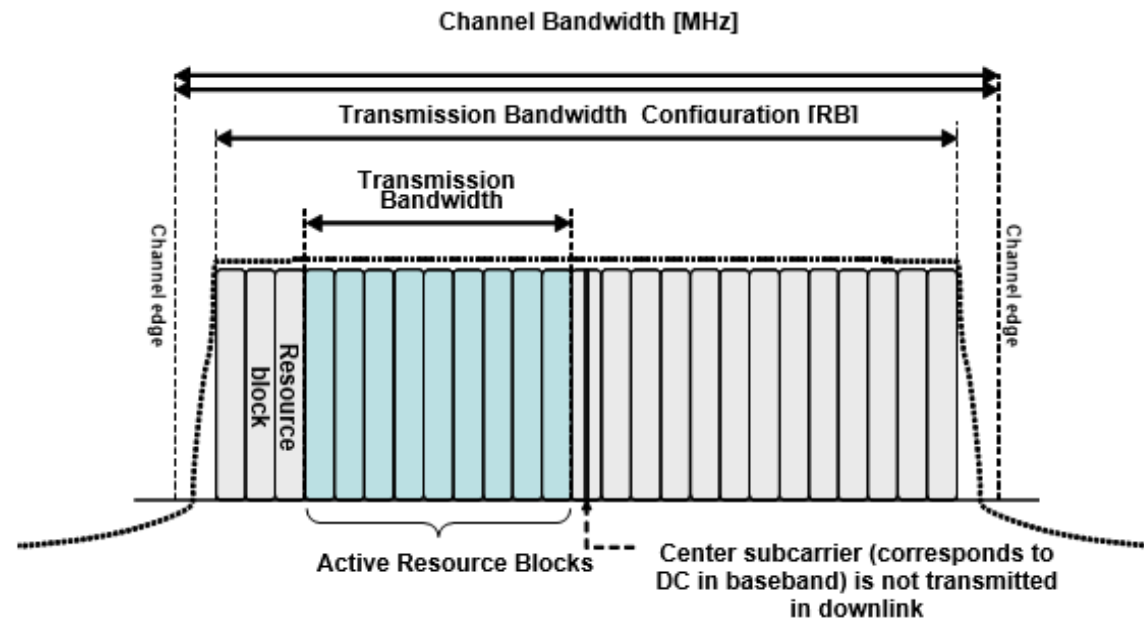 Channel Bandwidth [MHz]
Transmission Bandwidth Configuration [RB]
Transmission
Bandwidth
Channel edge
Channel edge
Resource
block
Active Resource Blocks
Center subcarrier (corresponds to
DC in baseband) is not transmitted
in downlink